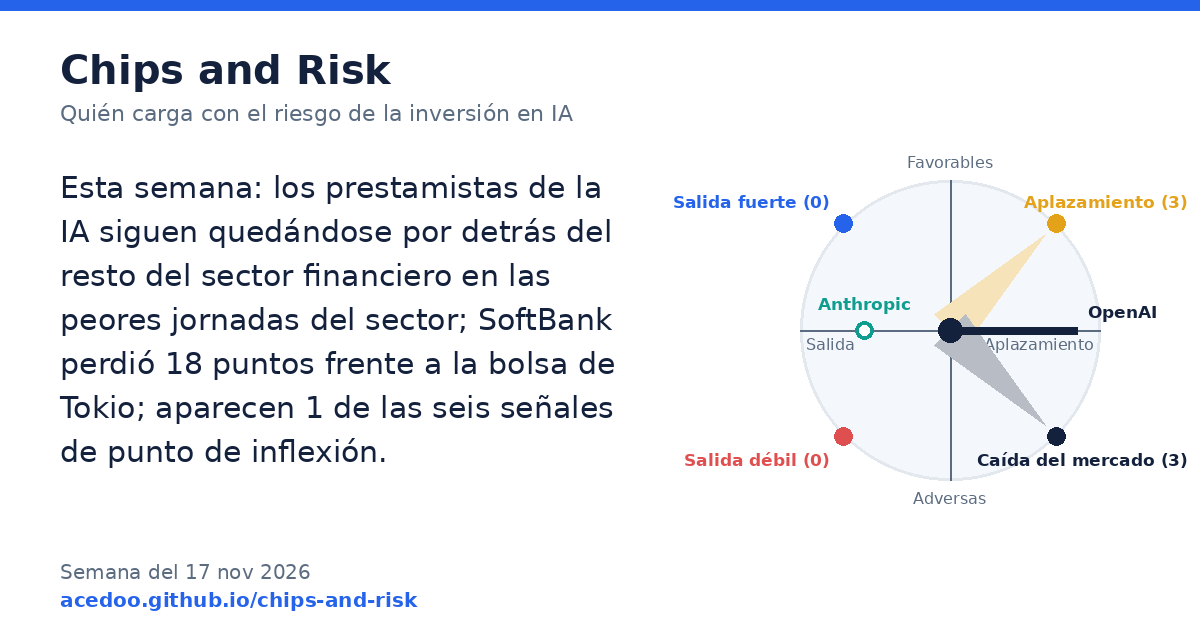 Chips and Risk
Quién carga con el riesgo de la inversión en IA
Esta semana: los prestamistas de la
IA siguen quedándose por detrás del
resto del sector financiero en las
peores jornadas del sector; SoftBank
perdió 18 puntos frente a la bolsa de
Tokio; aparecen 1 de las seis señales
de punto de inflexión.
Semana del 17 nov 2026
acedoo.github.io/chips-and-risk
Favorables
Salida fuerte (0)
Aplazamiento (3)
Anthropic
OpenAI
Salida
Aplazamiento
Salida débil (0)
Caída del mercado (3)
Adversas